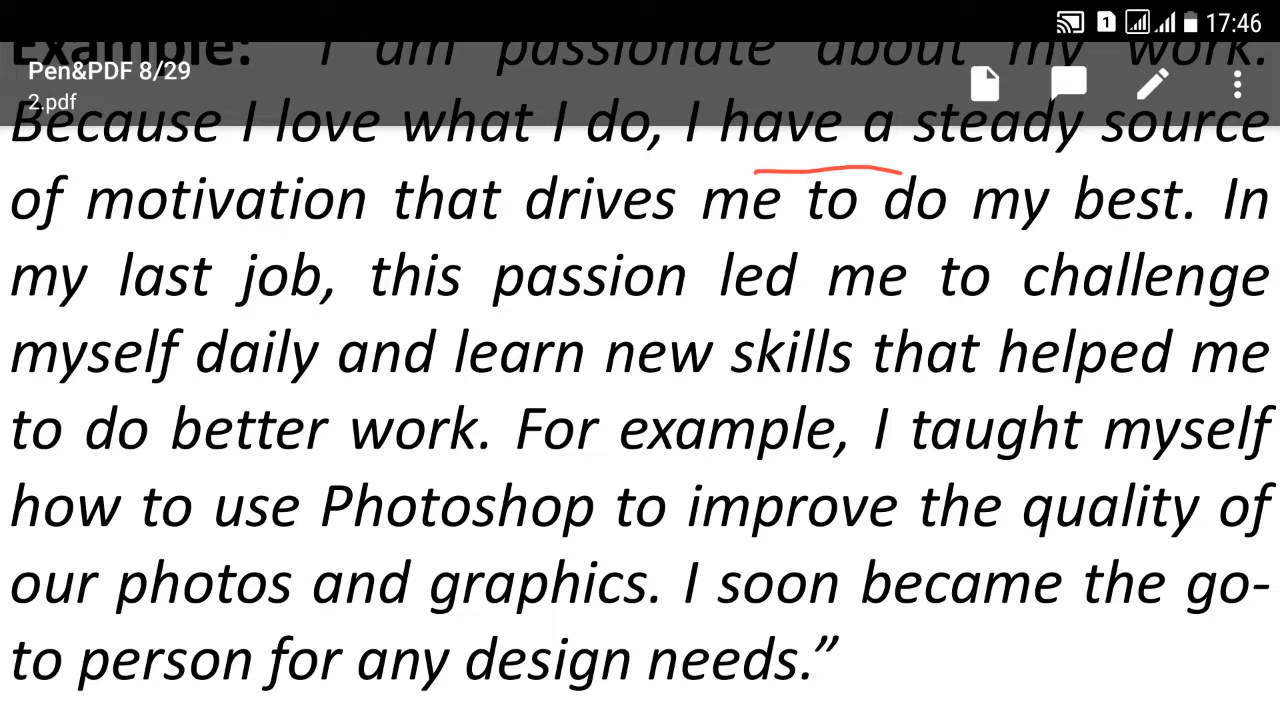 17:46
Example: "I am passionate about my work.
Pen&PDF 8/29
2.pdf
Because I love what I do, I have a steady source
of motivation that drives me to do my best. In
my last job, this passion led me to challenge
myself daily and learn new skills that helped me
to do better work. For example, I taught myself
how to use Photoshop to improve the quality of
our photos and graphics. I soon became the go-
to person for any design needs.”